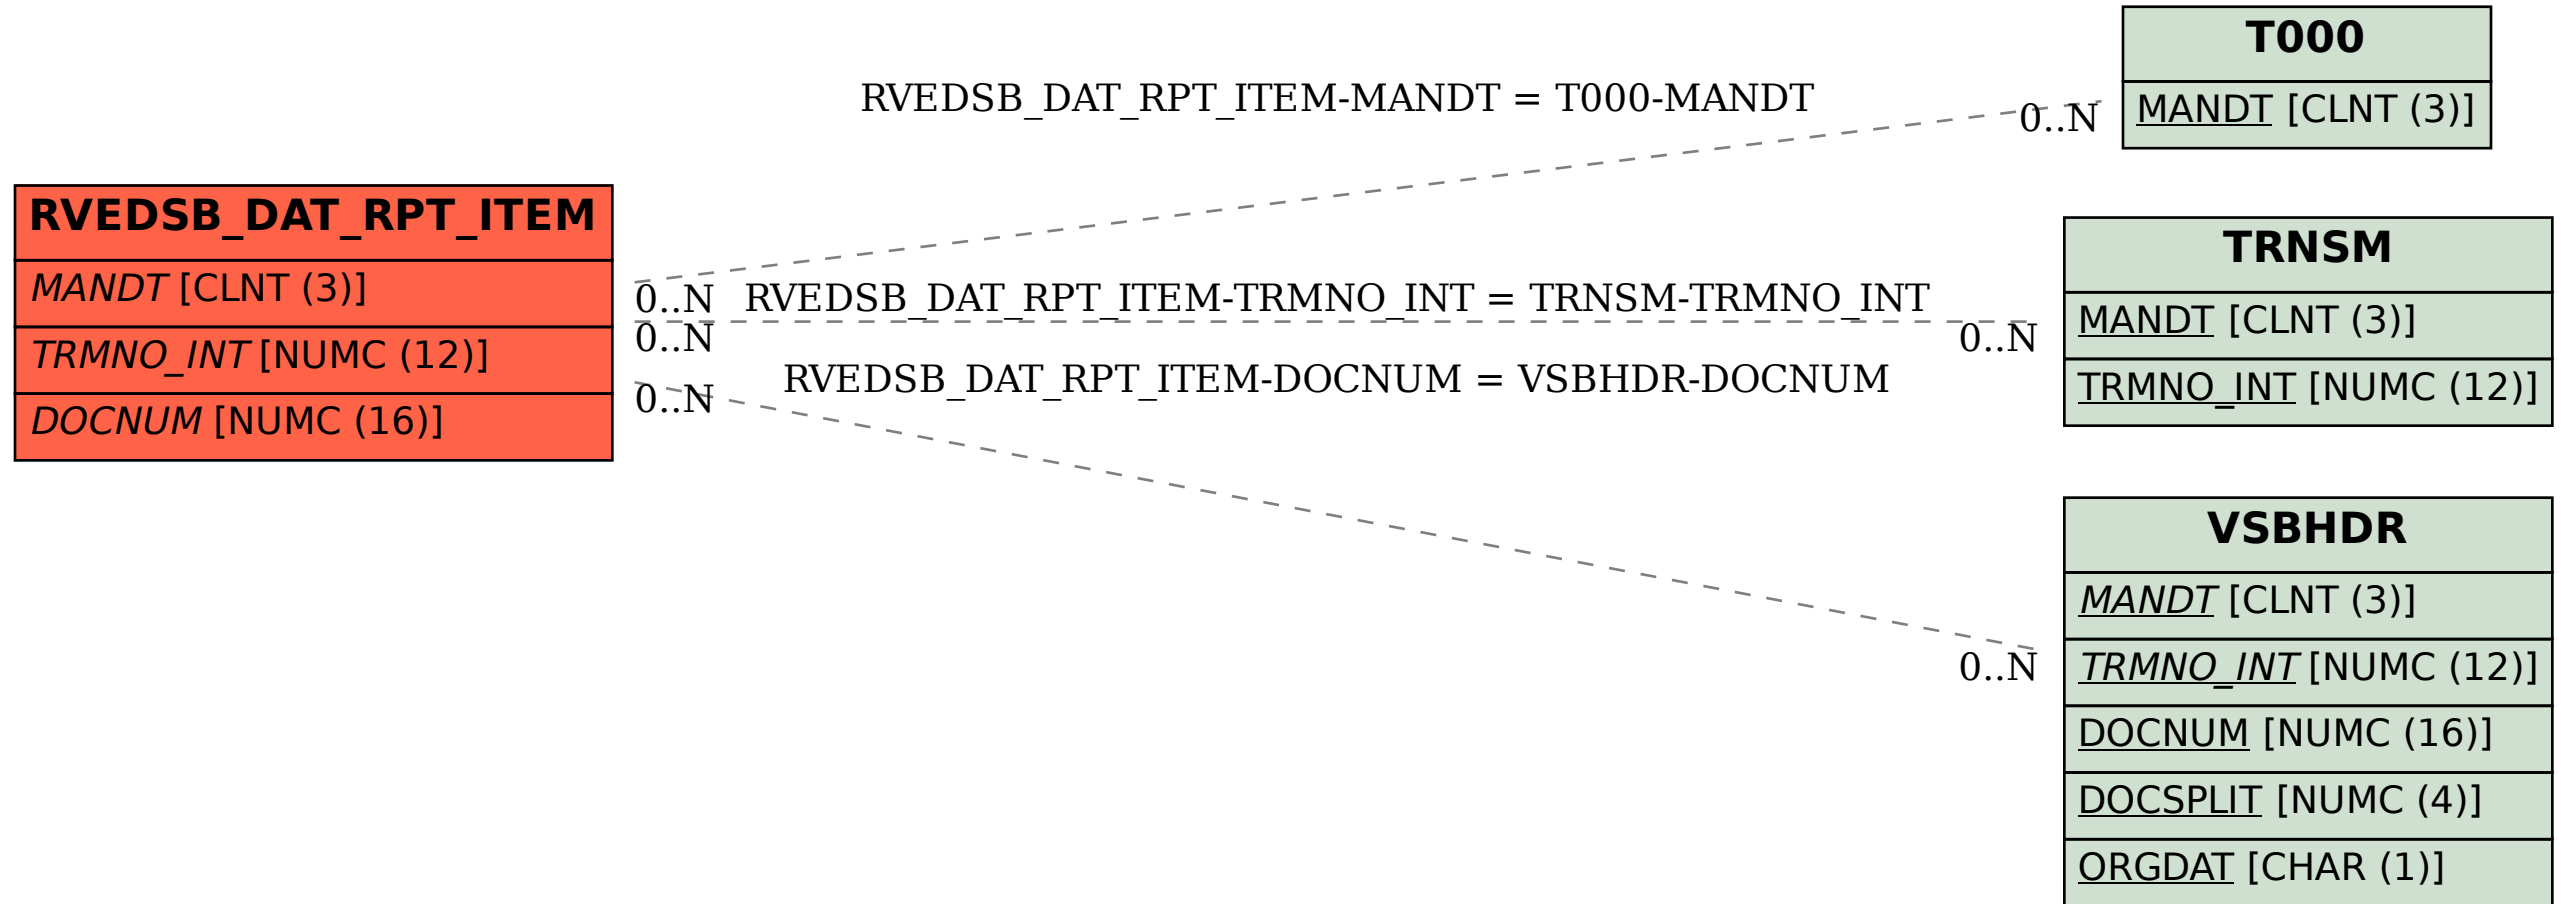 T000
MANDT [CLNT (3)]
RVEDSB_DAT_RPT_ITEM-MANDT = T000-MANDT
0..N
RVEDSB_DAT_RPT_ITEM
MANDT [CLNT (3)]
TRMNO_INT [NUMC (12)]
DOCNUM [NUMC (16)]
0..N
RVEDSB_DAT_RPT_ITEM-TRMNO_INT = TRNSM-TRMNO_INT
0..N
0..N
TRNSM
MANDT [CLNT (3)]
TRMNO_INT [NUMC (12)]
RVEDSB_DAT_RPT_ITEM-DOCNUM = VSBHDR-DOCNUM
0..N
0..N
VSBHDR
MANDT [CLNT (3)]
TRMNO_INT [NUMC (12)]
DOCNUM [NUMC (16)]
DOCSPLIT [NUMC (4)]
ORGDAT [CHAR (1)]